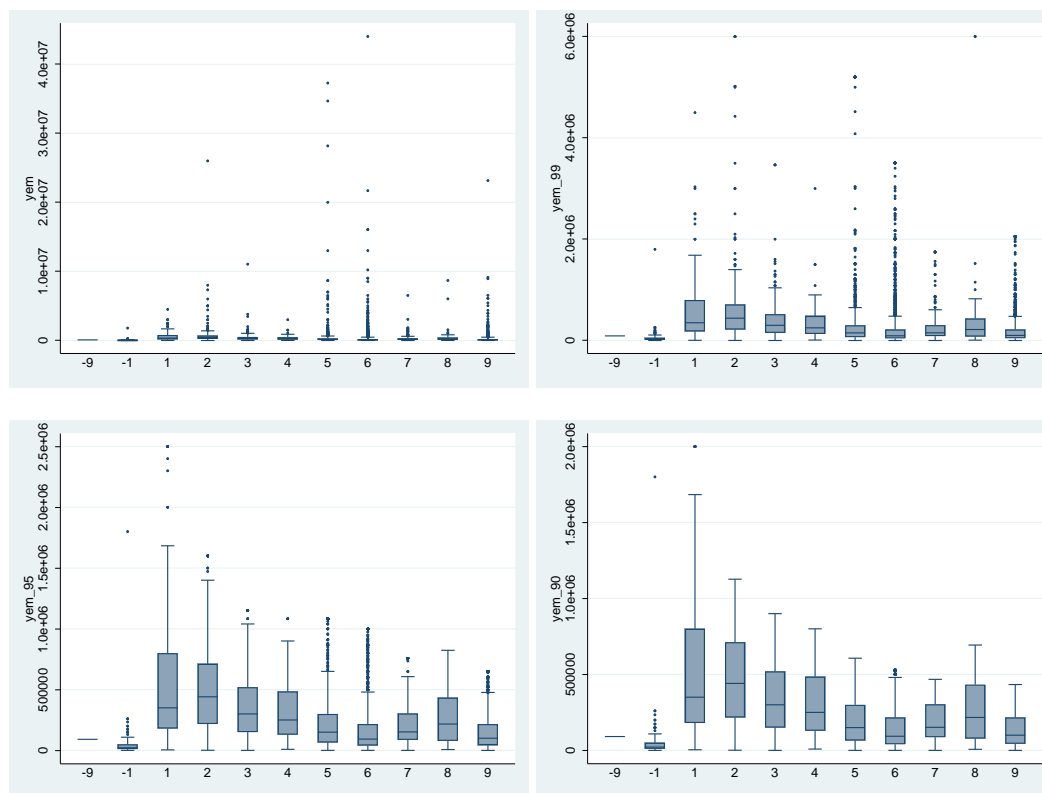 yem
4.0e+07
3.0e+07
2.0e+07
1.0e+07
0
-9 -1 1 2 3 4 5 6 7 8 9
yem_99
6.0e+06
4.0e+06
2.0e+06
0
-9 -1 1 2 3 4 5 6 7 8 9
yem_95
2.5e+06
2.0e+06
1.5e+06
1.0e+06
500000
0
-9 -1 1 2 3 4 5 6 7 8 9
yem_90
2.0e+06
1.5e+06
1.0e+06
500000
0
-9 -1 1 2 3 4 5 6 7 8 9